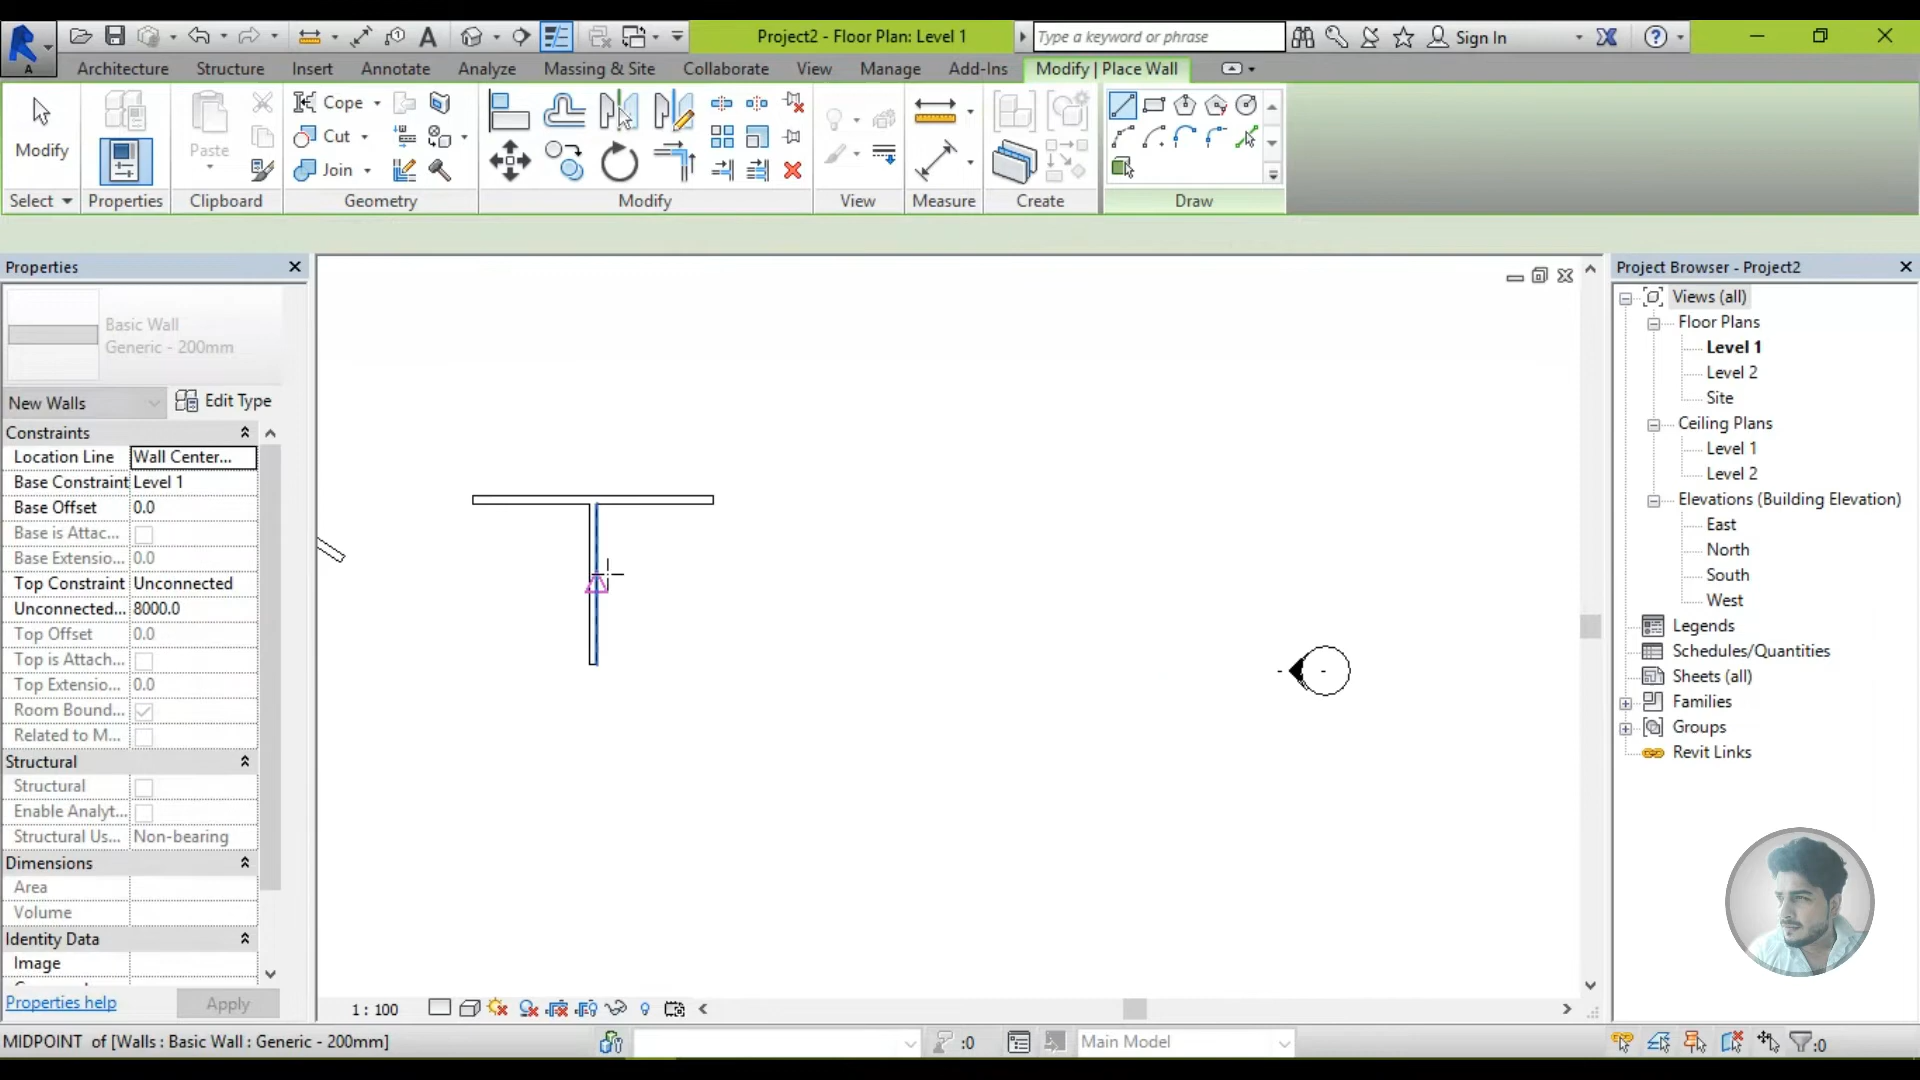 Project2 - Floor Plan: Level 1
Type a keyword or phrase
Sign In
A
Architecture Structure Insert Annotate Analyze Massing & Site Collaborate View Manage Add-Ins Modify | Place Wall
Modify
Paste
Cope
Cut
Join
Select Properties Clipboard Geometry Modify View Measure Create Draw
Properties
Basic Wall
Generic - 200mm
New Walls Edit Type
Constraints
Location Line Wall Center...
Base Constraint Level 1
Base Offset 0.0
Base is Attac...
Base Extensio... 0.0
Top Constraint Unconnected
Unconnected... 8000.0
Top Offset 0.0
Top is Attach...
Top Extensio... 0.0
Room Bound...
Related to M...
Structural
Structural
Enable Analyt...
Structural Us... Non-bearing
Dimensions
Area
Volume
Identity Data
Image
Properties help Apply
1 : 100
MIDPOINT of [Walls : Basic Wall : Generic - 200mm]
:0
Main Model
:0
Project Browser - Project2
Views (all)
Floor Plans
Level 1
Level 2
Site
Ceiling Plans
Level 1
Level 2
Elevations (Building Elevation)
East
North
South
West
Legends
Schedules/Quantities
Sheets (all)
Families
Groups
Revit Links